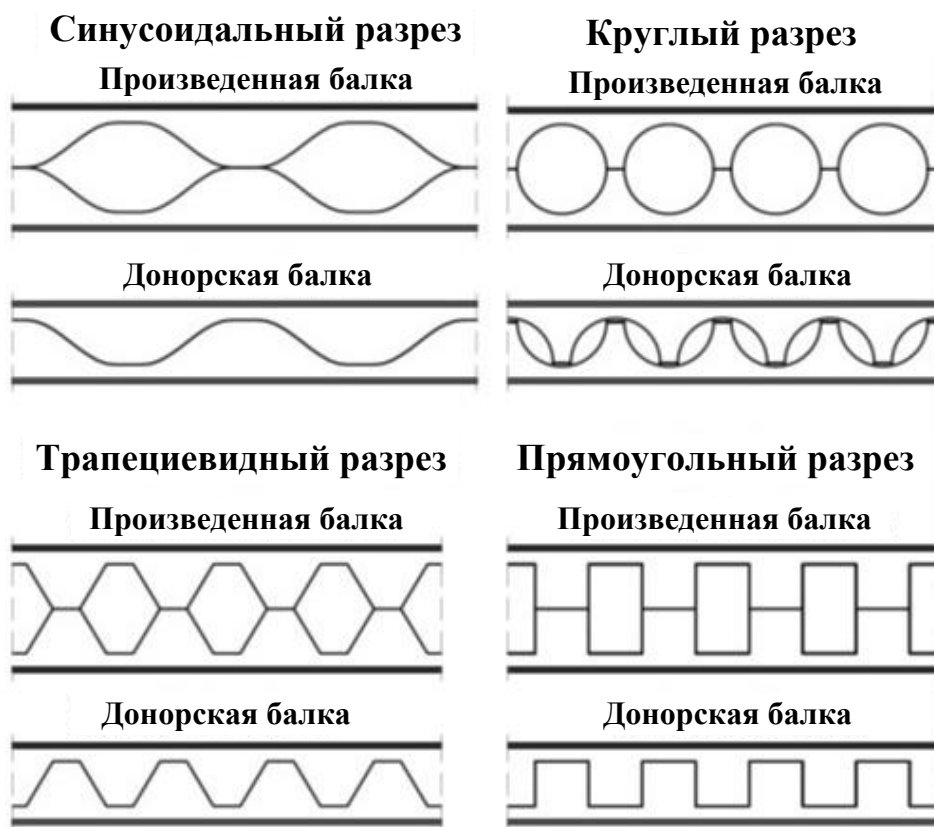 Синусоидальный разрез
Произведенная балка
Донорская балка
Круглый разрез
Произведенная балка
Донорская балка
Трапециевидный разрез
Произведенная балка
Донорская балка
Прямоугольный разрез
Произведенная балка
Донорская балка